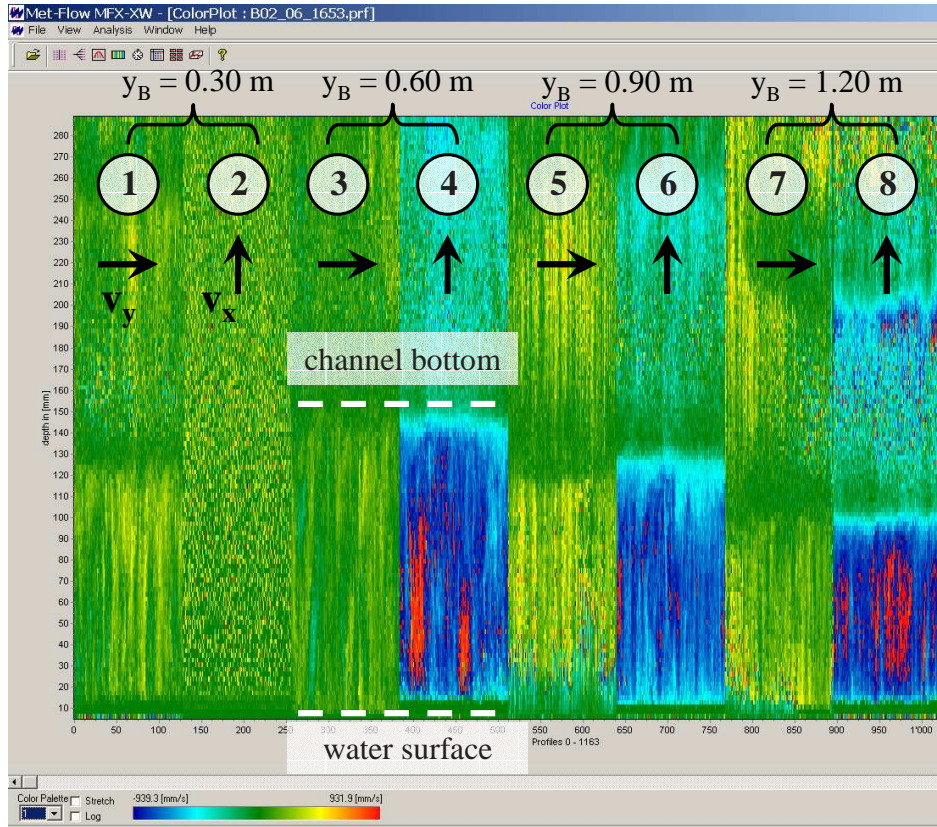 Met-Flow MFX-XW - [ColorPlot : B02_06_1653.prf]
File View Analysis Window Help
y_B = 0.30 m y_B = 0.60 m y_B = 0.90 m y_B = 1.20 m
Color Plot
1 2 3 4 5 6 7 8
v_y v_x
channel bottom
depth in [mm]
280
270
260
250
240
230
220
210
200
190
180
170
160
150
140
130
120
110
100
90
80
70
60
50
40
30
20
10
0 50 100 150 200 250 300 350 400 450 500 550 600 650 700 750 800 850 900 950 1'000
Profiles 0 - 1163
water surface
Color Palette Stretch -939.3 [mm/s] 931.9 [mm/s]
1 Log